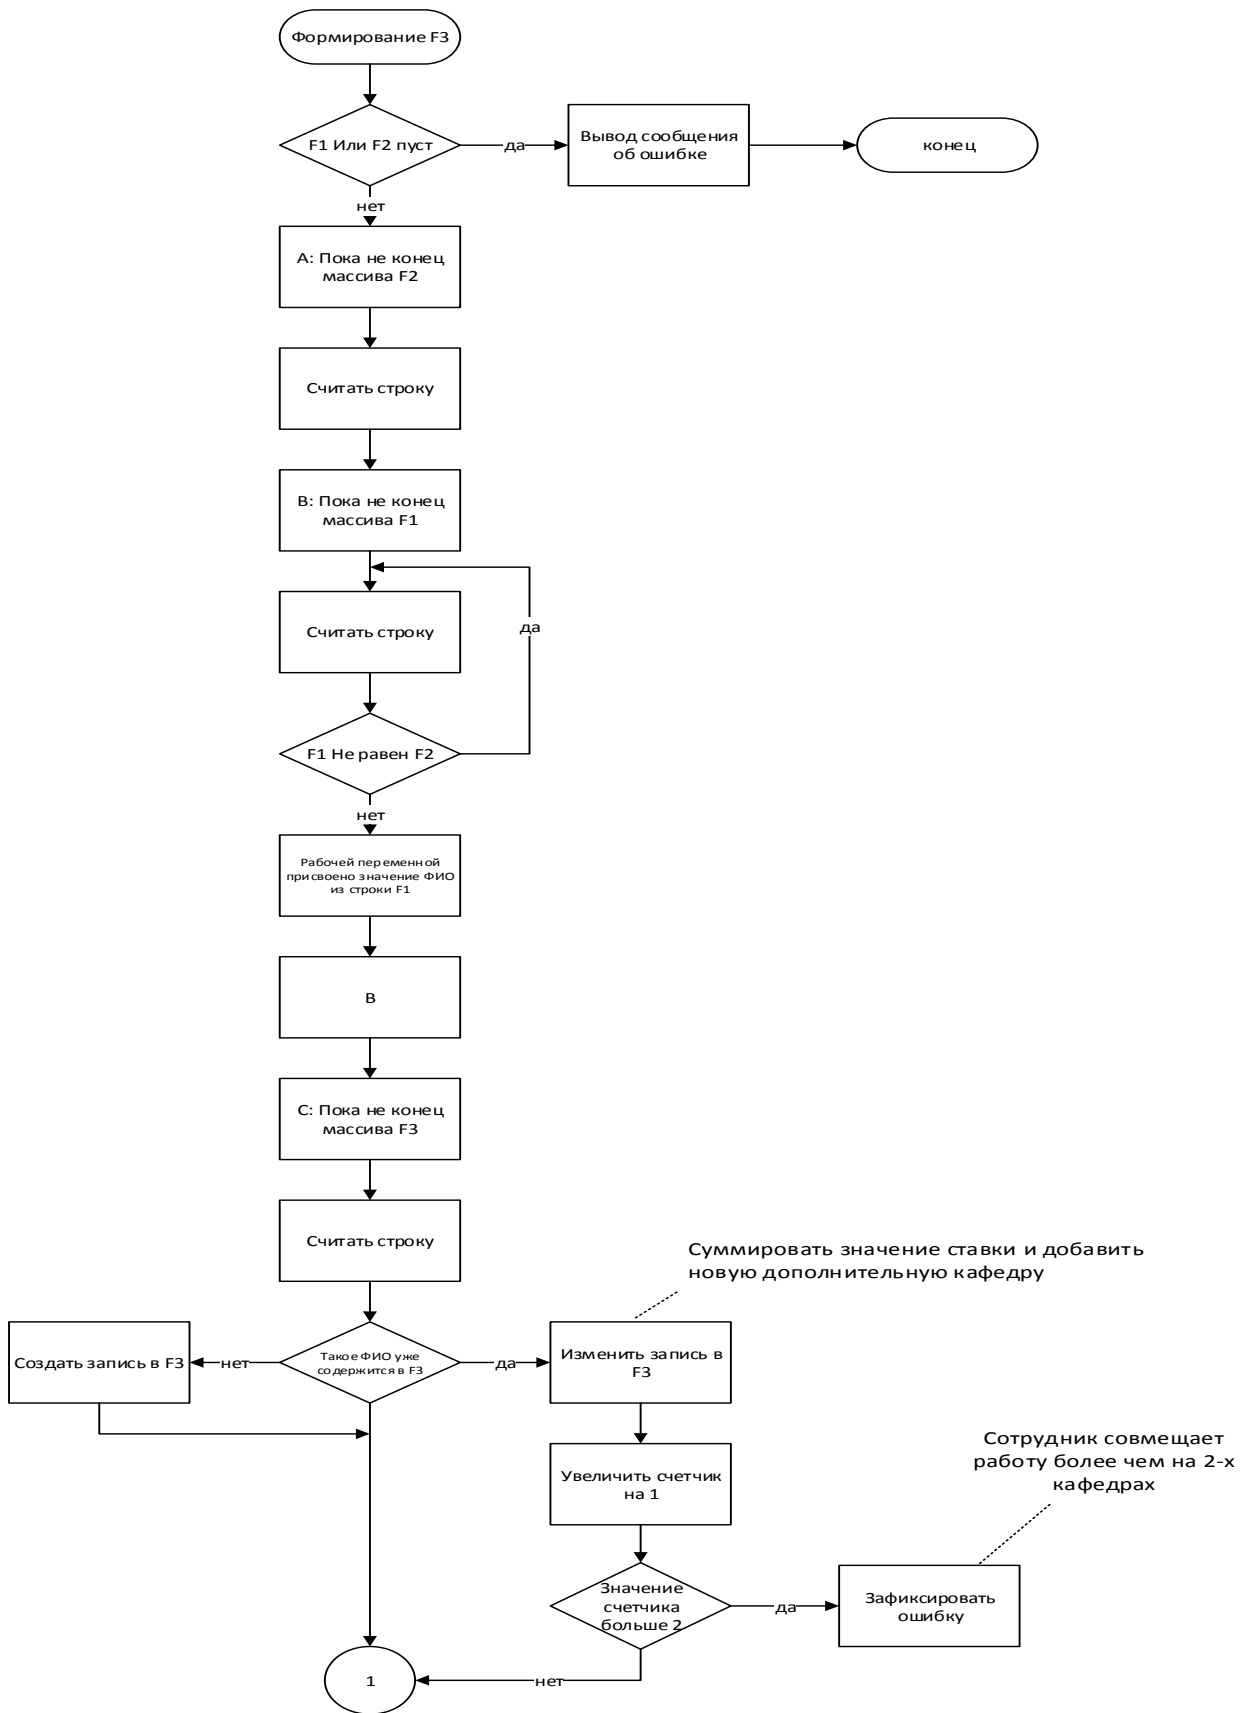 Формирование F3
F1 Или F2 пуст
да
Вывод сообщения
об ошибке
конец
нет
A: Пока не конец
массива F2
Считать строку
B: Пока не конец
массива F1
Считать строку
да
F1 Не равен F2
нет
Рабочей переменной
присвоено значение ФИО
из строки F1
B
C: Пока не конец
массива F3
Считать строку
Суммировать значение ставки и добавить
новую дополнительную кафедру
Создать запись в F3
нет
Такое ФИО уже
содержится в F3
да
Изменить запись в
F3
Увеличить счетчик
на 1
Сотрудник совмещает
работу более чем на 2-х
кафедрах
Значение
счетчика
больше 2
да
Зафиксировать
ошибку
нет
1